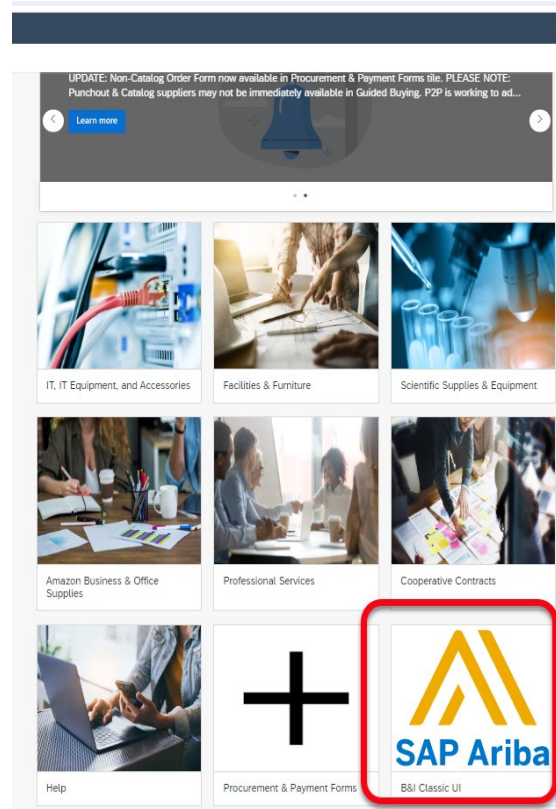 UPDATE: Non-Catalog Order Form now available in Procurement & Payment Forms tile. PLEASE NOTE:
Punchout & Catalog suppliers may not be immediately available in Guided Buying. P2P is working to ad...
Learn more
IT, IT Equipment, and Accessories
Facilities & Furniture
Scientific Supplies & Equipment
Amazon Business & Office
Supplies
Professional Services
Cooperative Contracts
SAP Ariba
Help
Procurement & Payment Forms
B&I Classic UI